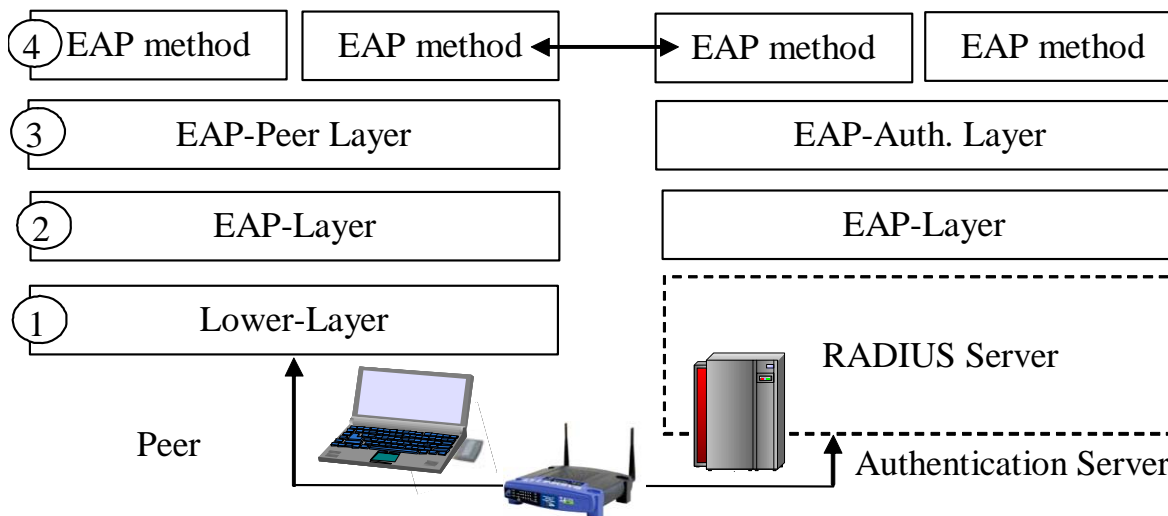 4 EAP method EAP method EAP method EAP method
3 EAP-Peer Layer EAP-Auth. Layer
2 EAP-Layer EAP-Layer
1 Lower-Layer
RADIUS Server
Peer
Authentication Server